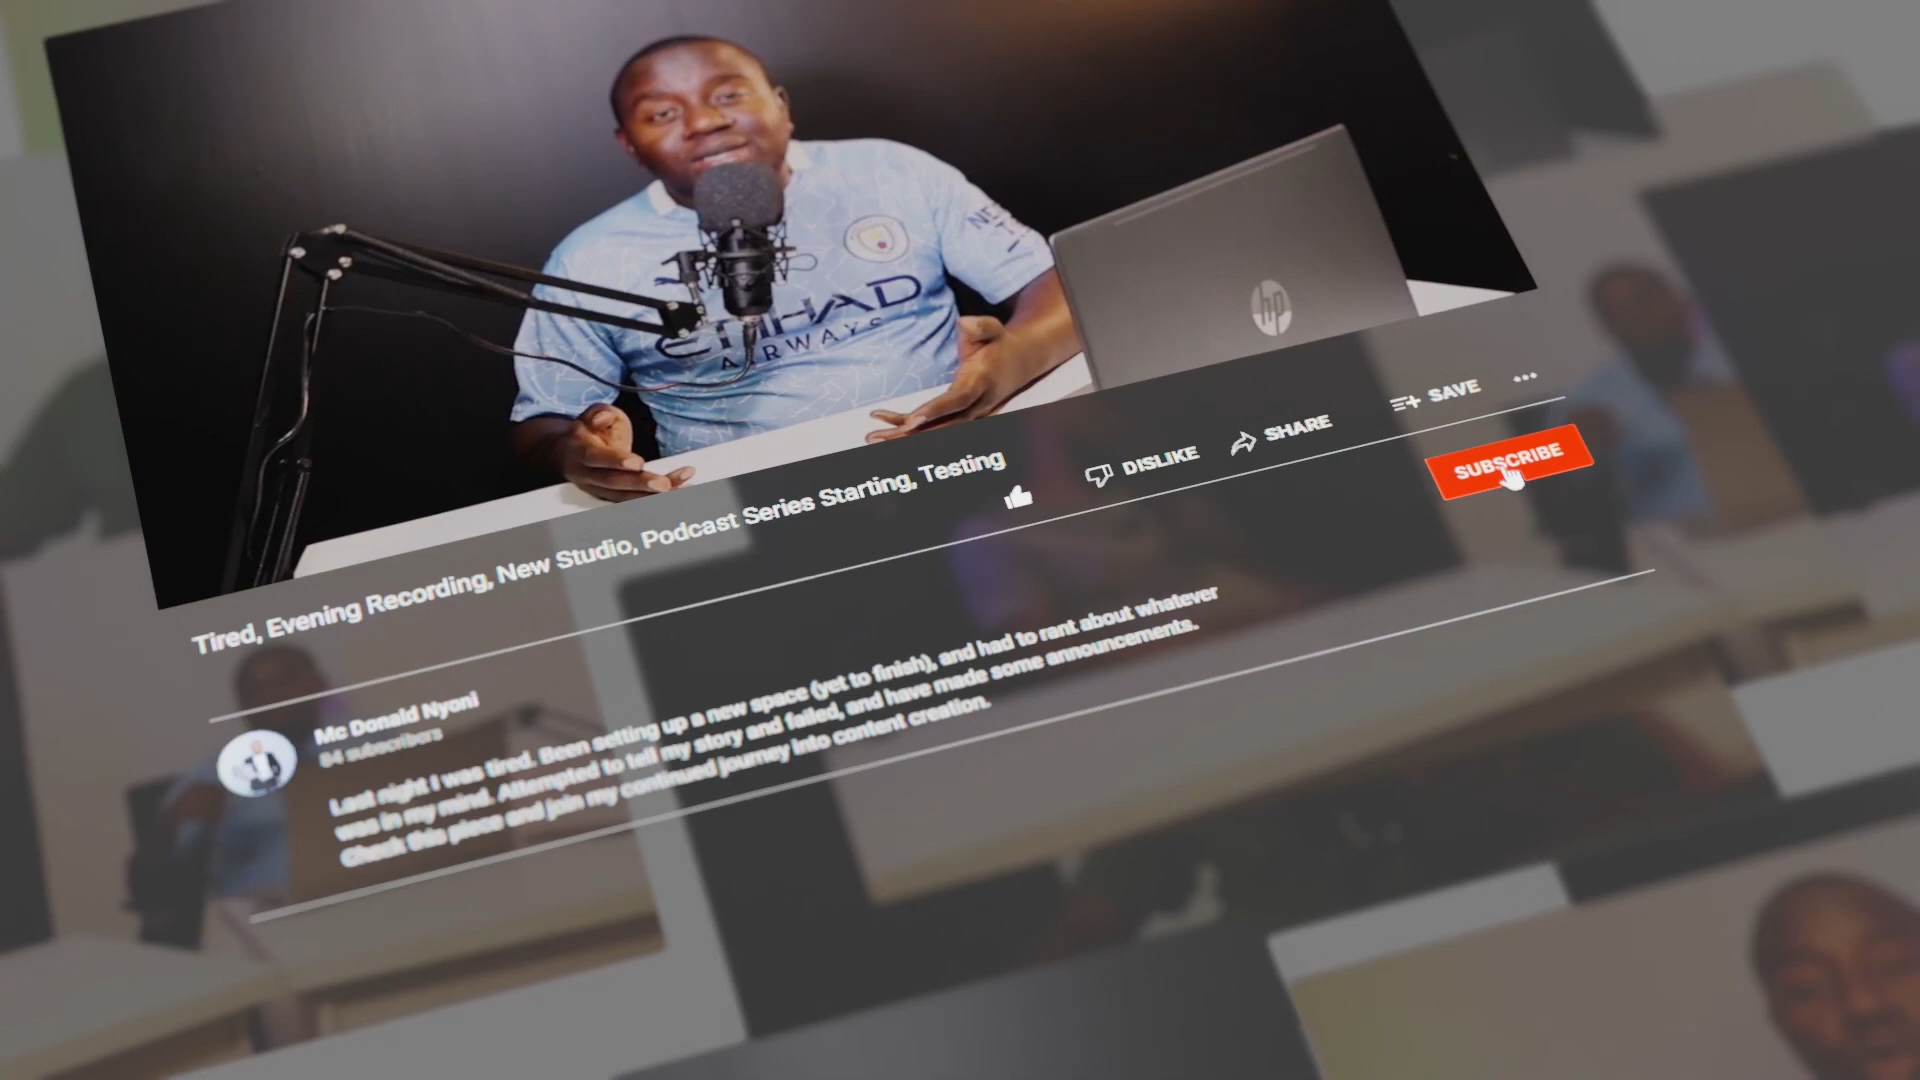 NE
T
ETIHAD
AIRWAYS
hp
Tired, Evening Recording, New Studio, Podcast Series Starting, Testing
DISLIKE
SHARE
SAVE
SUBSCRIBE
Mc Donald Nyoni
84 subscribers
Last night I was tired. Been setting up a new space (yet to finish), and had to rant about whatever
was in my mind. Attempted to tell my story and failed, and have made some announcements.
Check this piece and join my continued journey into content creation.